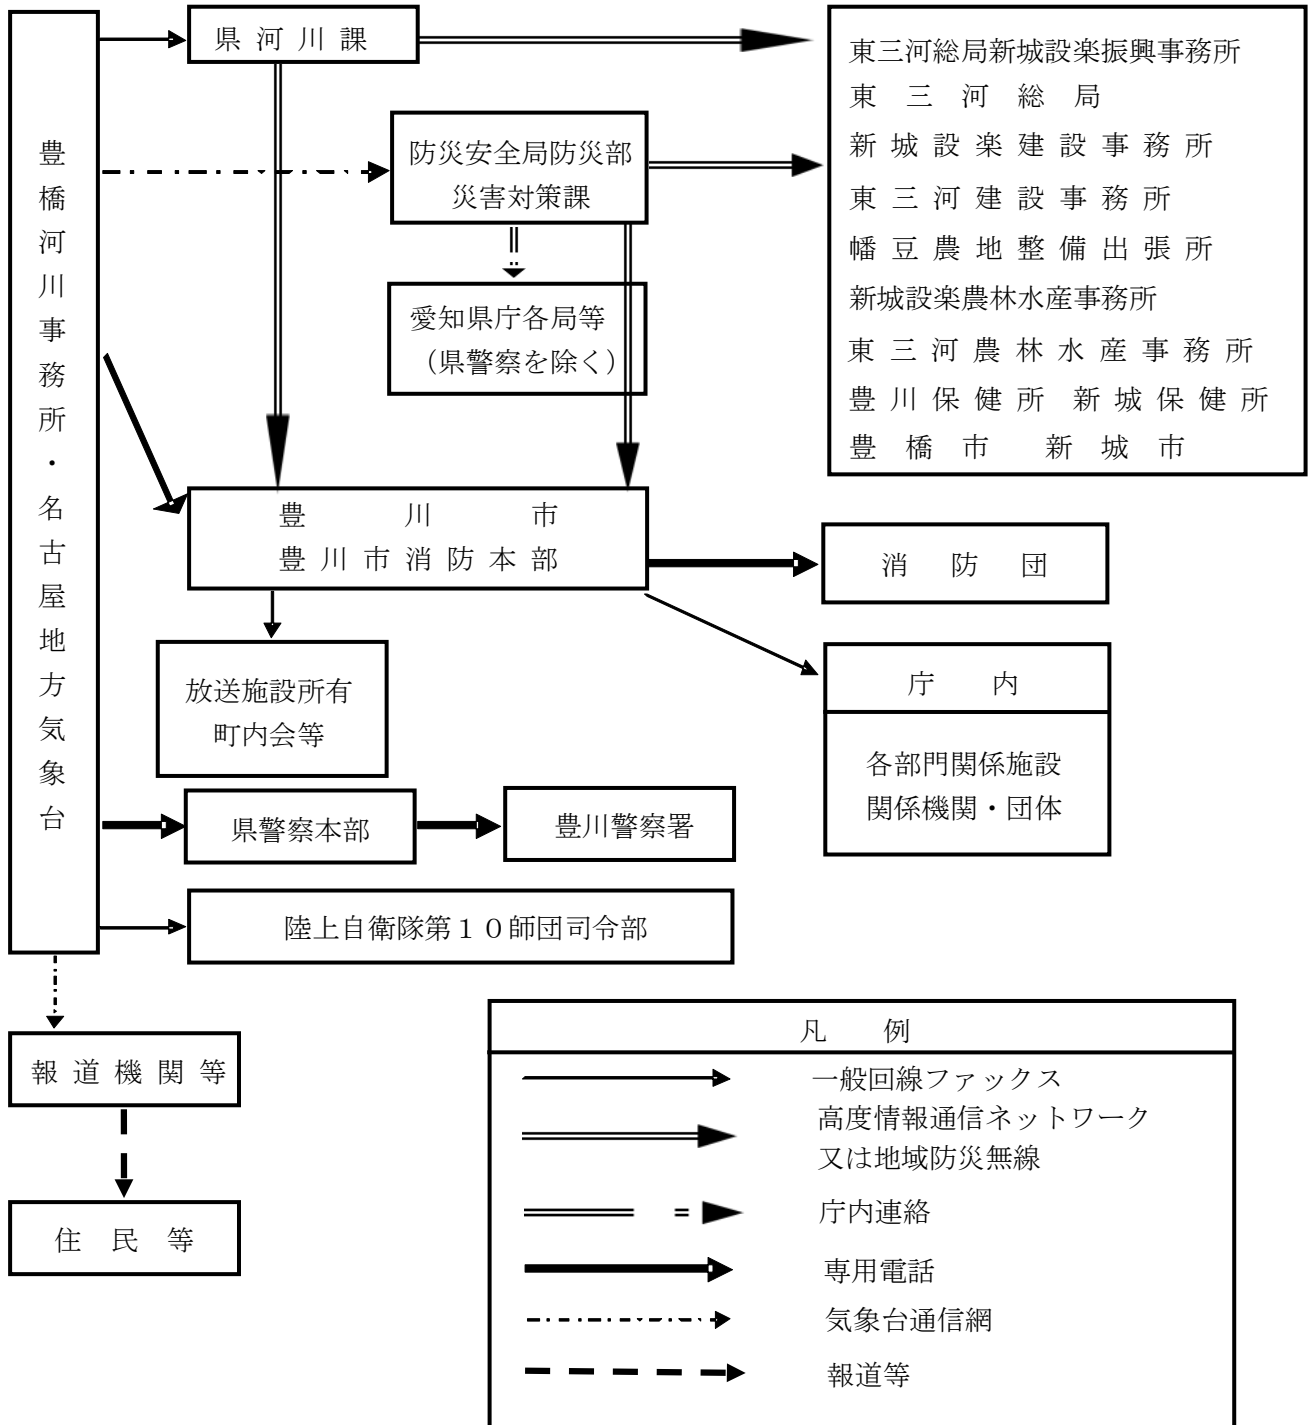 豊橋河川事務所・名古屋地方気象台
県河川課
防災安全局防災部
災害対策課
愛知県庁各局等
（県警察を除く）
東三河総局新城設楽振興事務所
東三河総局
新城設楽建設事務所
東三河建設事務所
幡豆農地整備出張所
新城設楽農林水産事務所
東三河農林水産事務所
豊川保健所　新城保健所
豊橋市　新城市
豊川市
豊川市消防本部
消防団
放送施設所有
町内会等
庁内
各部門関係施設
関係機関・団体
県警察本部
豊川警察署
陸上自衛隊第１０師団司令部
報道機関等
住民等
凡例
一般回線ファックス
高度情報通信ネットワーク
又は地域防災無線
庁内連絡
専用電話
気象台通信網
報道等